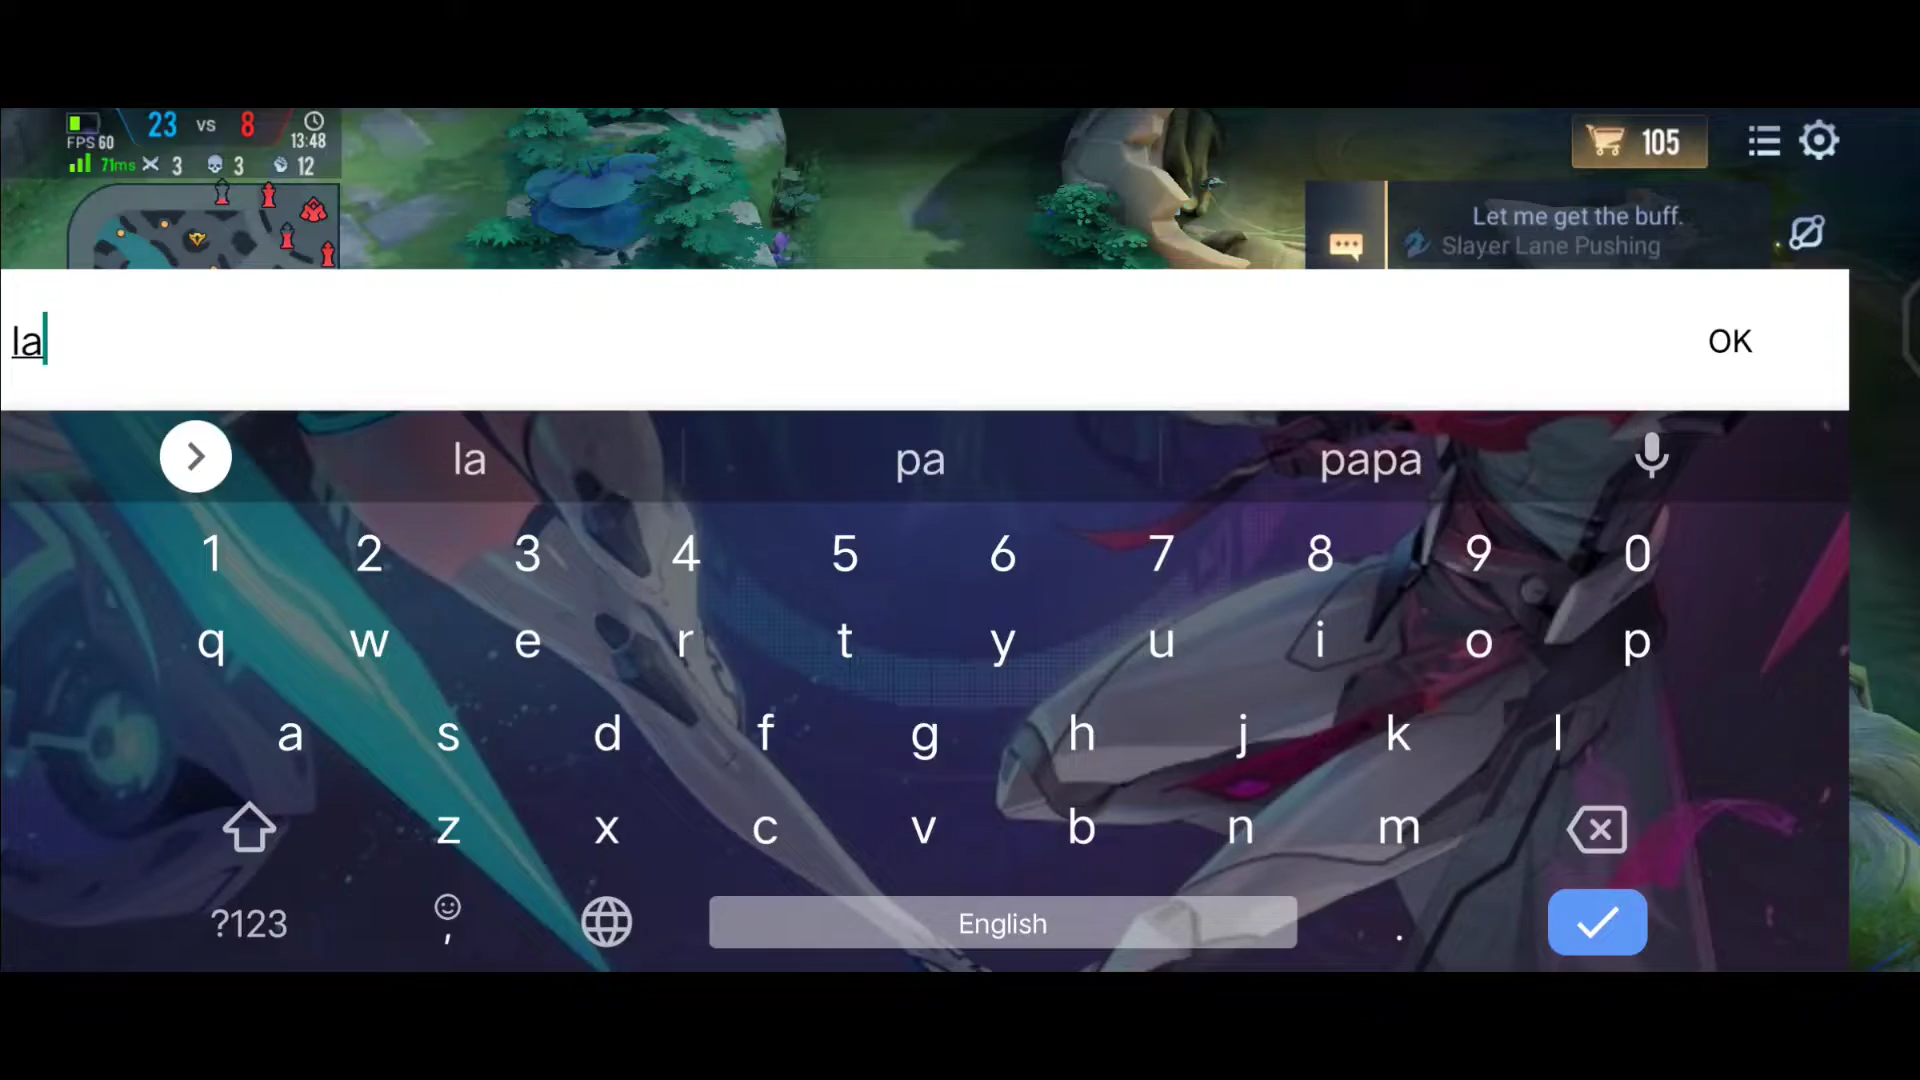 23 vs 8
13:48
FPS 60
71ms 3 3 12
105
Let me get the buff.
Slayer Lane Pushing
la
OK
la pa papa
1 2 3 4 5 6 7 8 9 0
q w e r t y u i o p
a s d f g h j k l
z x c v b n m
?123 , English .